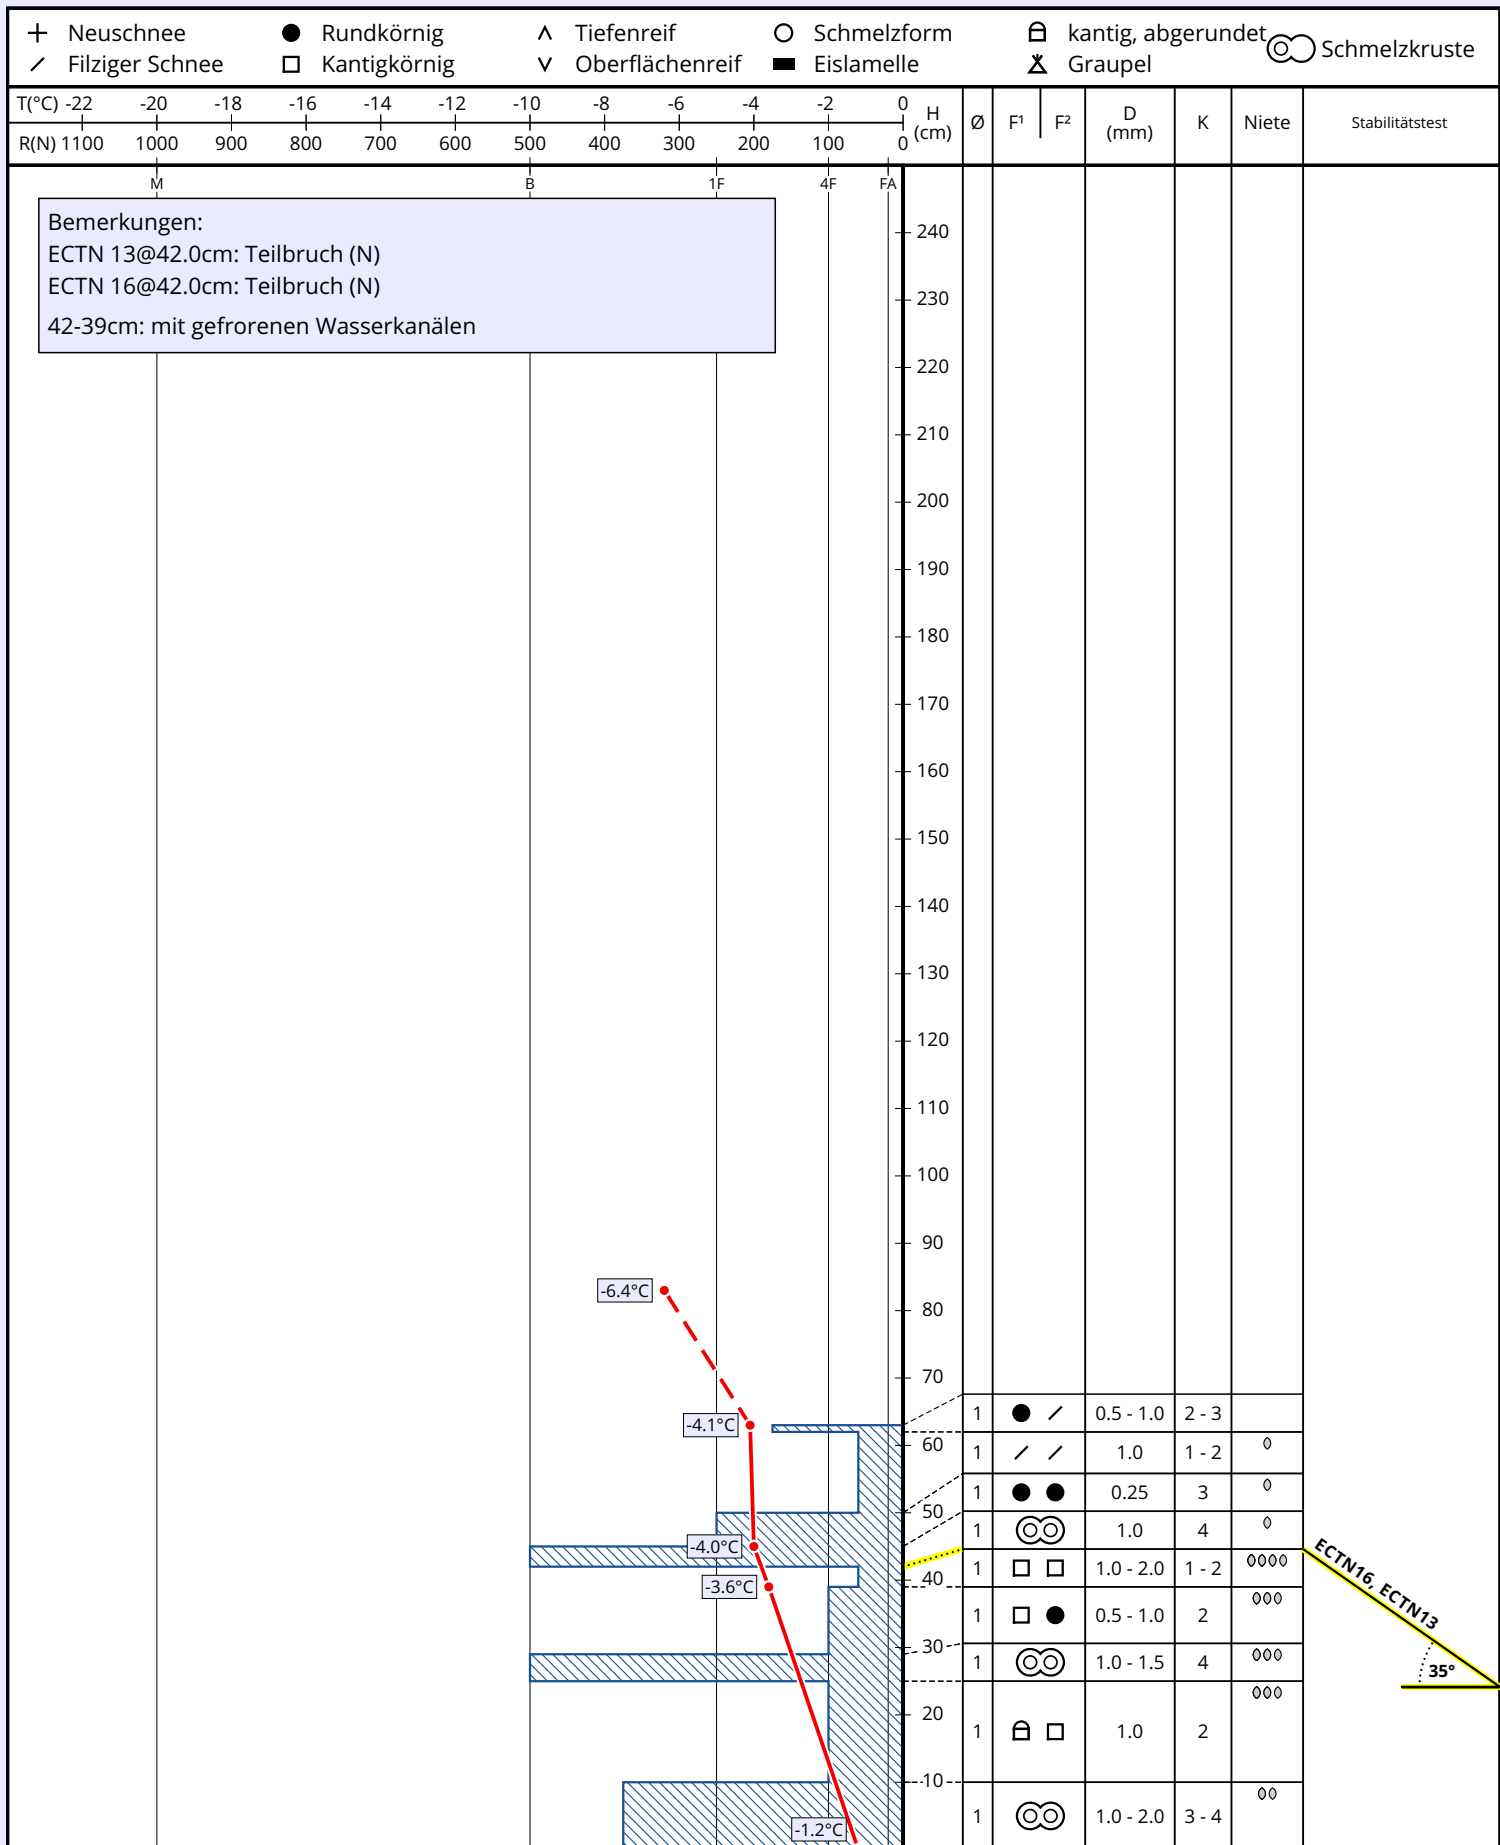 Neuschnee Rundkörnig Tiefenreif Schmelzform kantig, abgerundet Schmelzkruste
Filziger Schnee Kantigkörnig Oberflächenreif Eislamelle Graupel
T(°C) -22 -20 -18 -16 -14 -12 -10 -8 -6 -4 -2 0
R(N) 1100 1000 900 800 700 600 500 400 300 200 100 0
H (cm) Ø F¹ F² D (mm) K Niete Stabilitätstest
M B 1F 4F FA
Bemerkungen:
ECTN 13@42.0cm: Teilbruch (N)
ECTN 16@42.0cm: Teilbruch (N)
42-39cm: mit gefrorenen Wasserkanälen
240
230
220
210
200
190
180
170
160
150
140
130
120
110
100
90
-6.4°C
80
70
1 0.5 - 1.0 2 - 3
-4.1°C
60
1 1.0 1 - 2
1 0.25 3
50
1 1.0 4
-4.0°C
ECTN16, ECTN13
40
1 1.0 - 2.0 1 - 2
-3.6°C
1 0.5 - 1.0 2
30
1 1.0 - 1.5 4
35°
20
1 1.0 2
10
1 1.0 - 2.0 3 - 4
-1.2°C